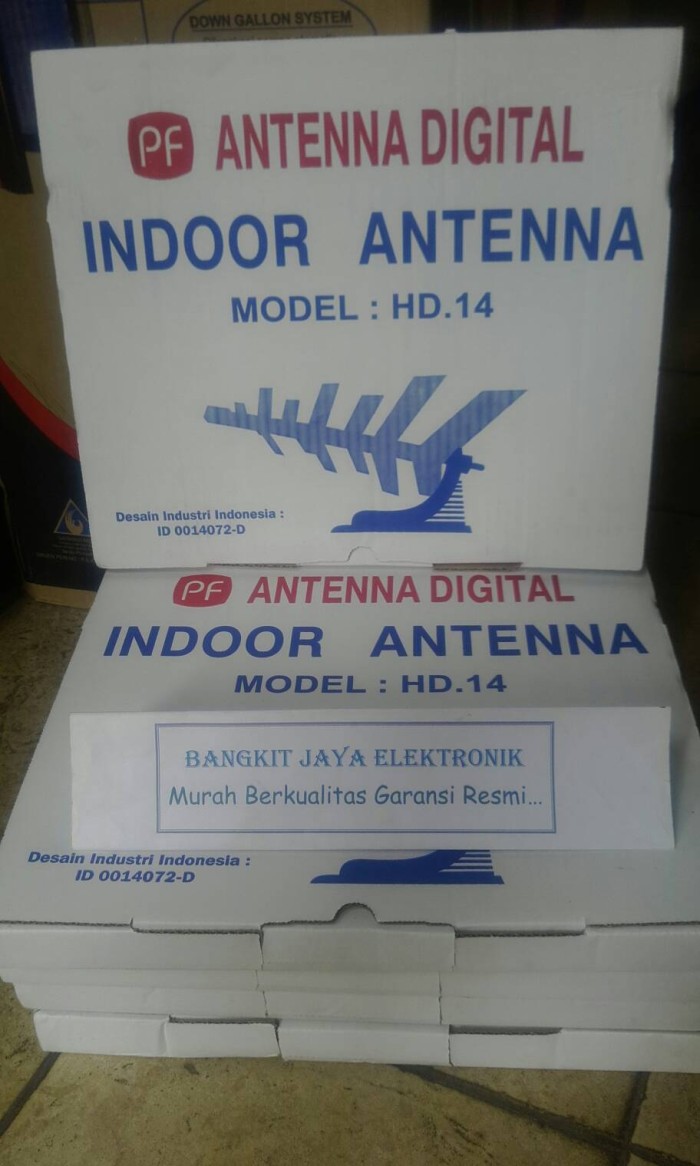 DOWN GALLON SYSTEM
PF ANTENNA DIGITAL
INDOOR ANTENNA
MODEL : HD.14
Desain Industri Indonesia :
ID 0014072-D
PF ANTENNA DIGITAL
INDOOR ANTENNA
MODEL : HD.14
BANGKIT JAYA ELEKTRONIK
Murah Berkualitas Garansi Resmi...
Desain Industri Indonesia :
ID 0014072-D